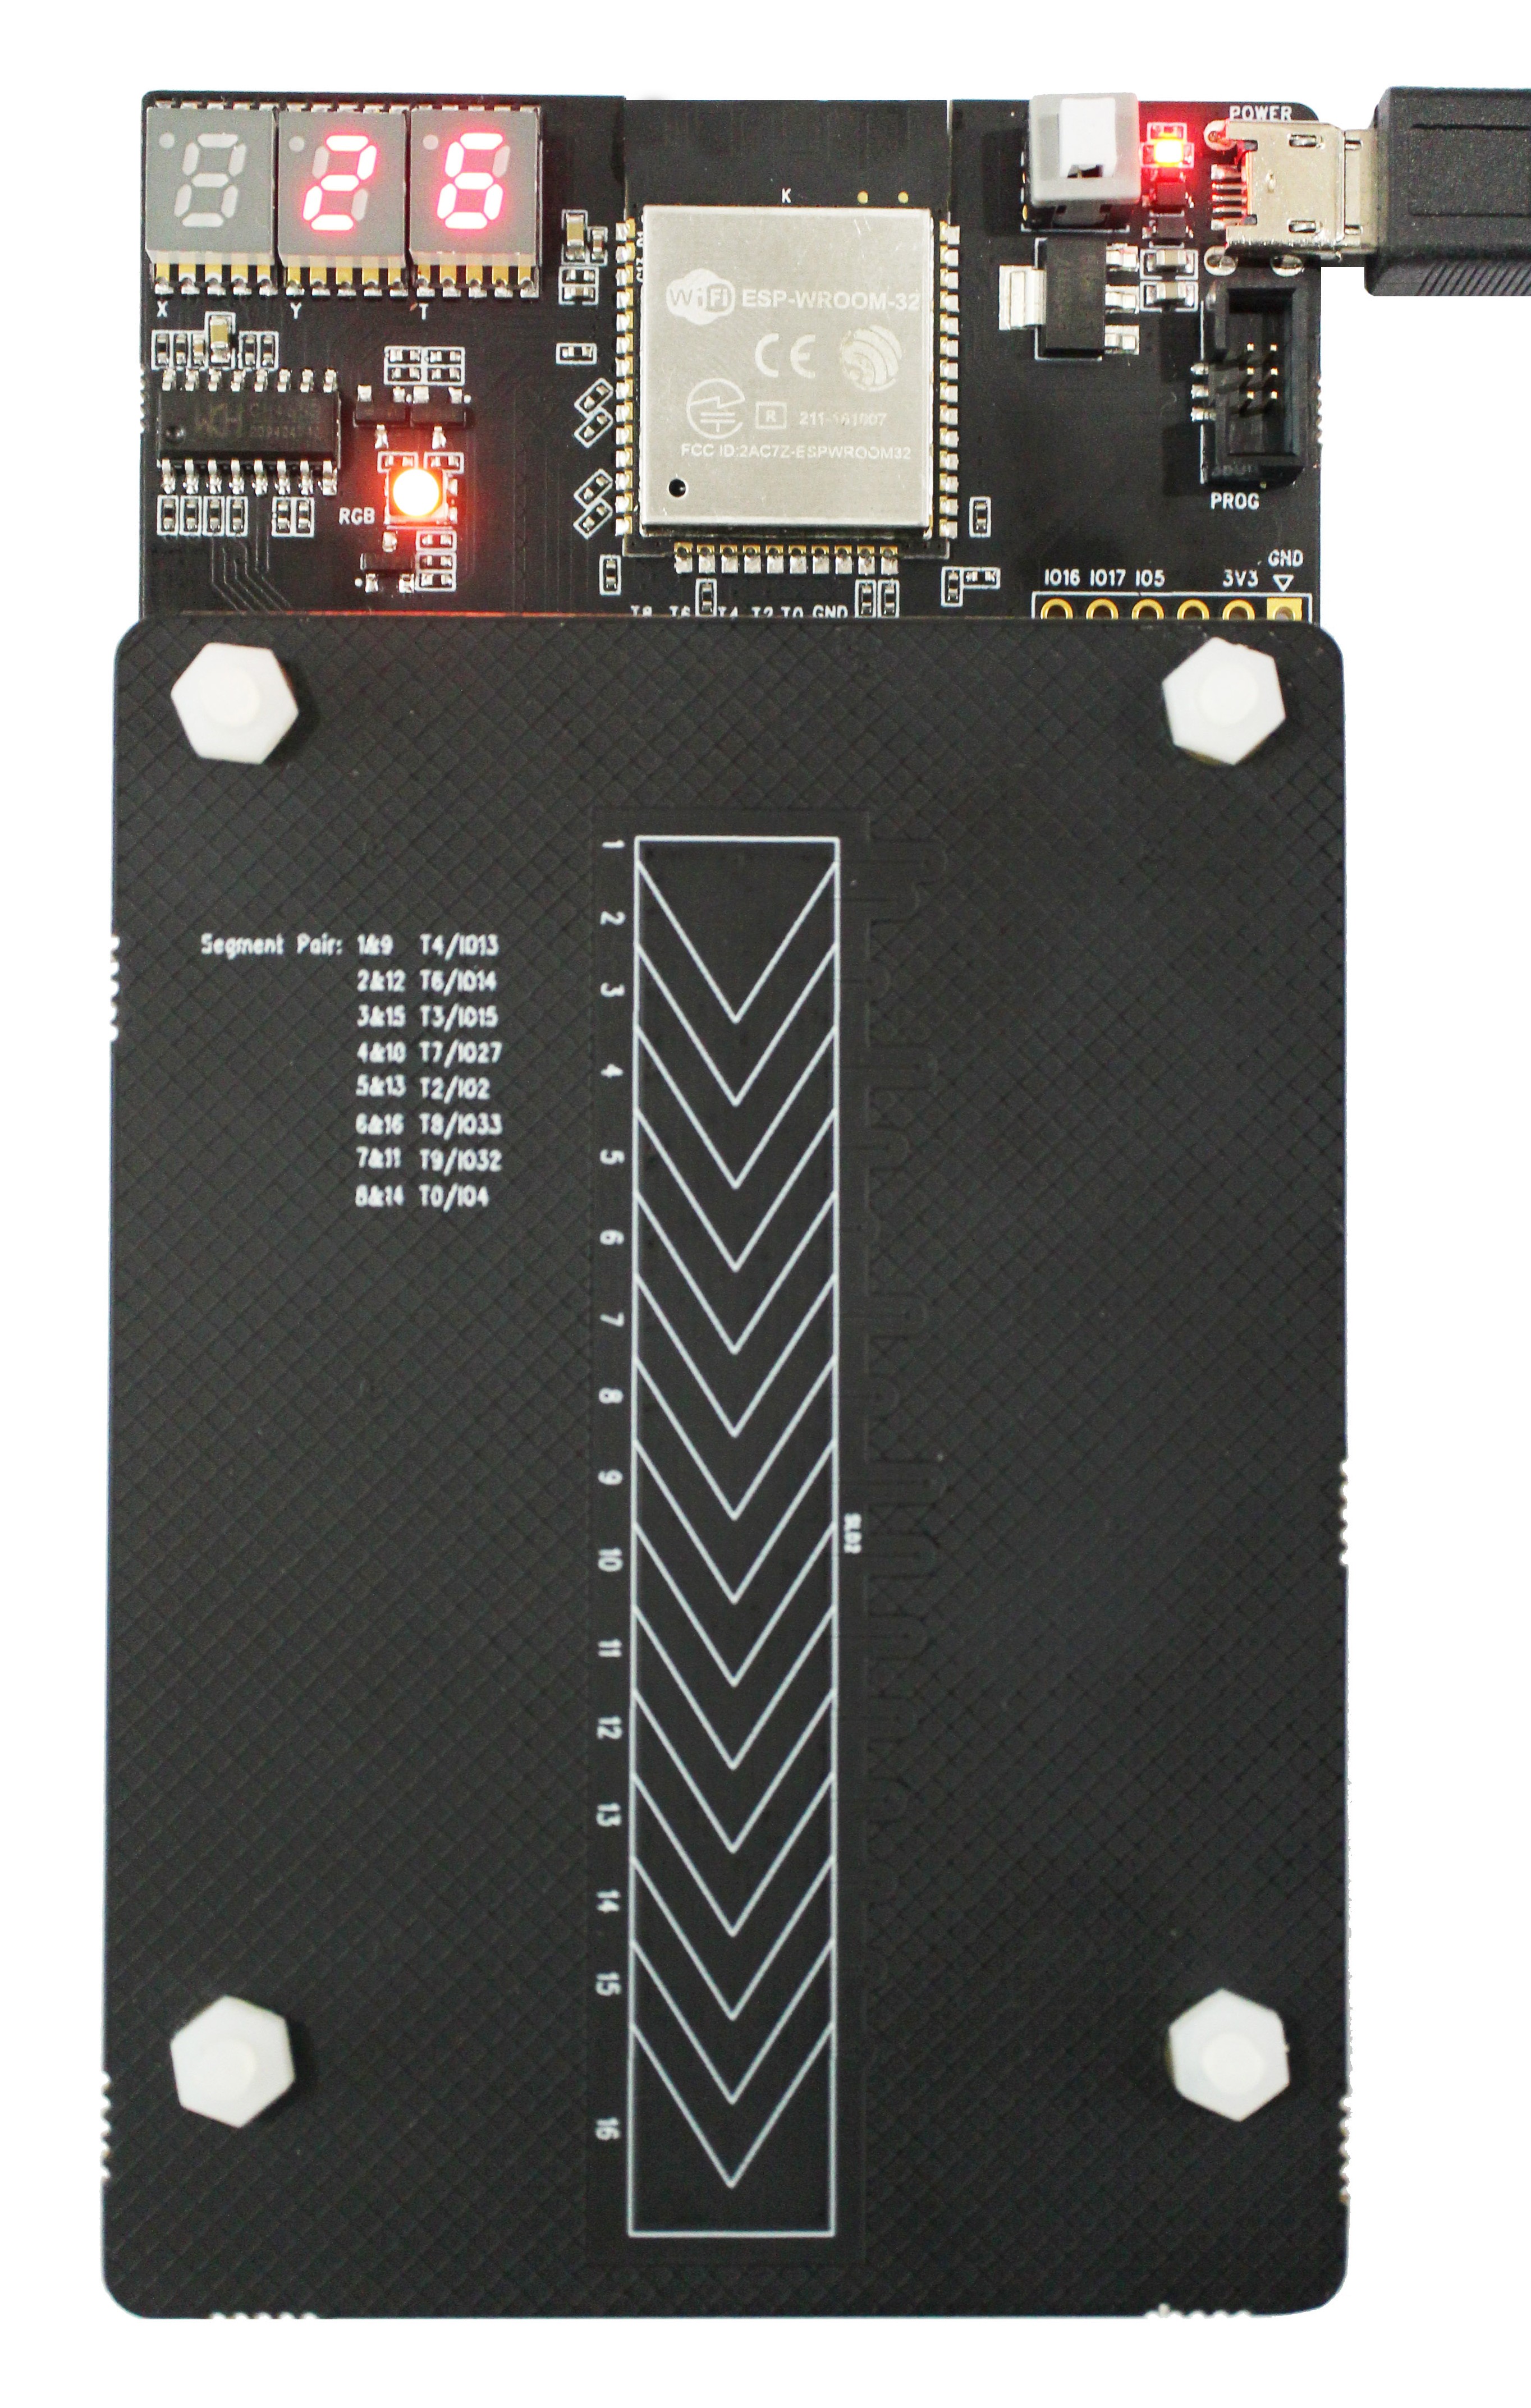 POWER
26
K
X Y T
WiFi ESP-WROOM-32
CE
R 211-161007
FCC ID:2AC7Z-ESPWROOM32
WCH
RGB
PROG
GND
IO16 IO17 IO5 3V3
T8 T6 T4 T2 T0 GND
Segment Pair: 1&9 T4/IO13
2&12 T6/IO14
3&15 T3/IO15
4&10 T7/IO27
5&13 T2/IO2
6&16 T8/IO33
7&11 T9/IO32
8&14 T0/IO4
1
2
3
4
5
6
7
8
9
SLD2
10
11
12
13
14
15
16